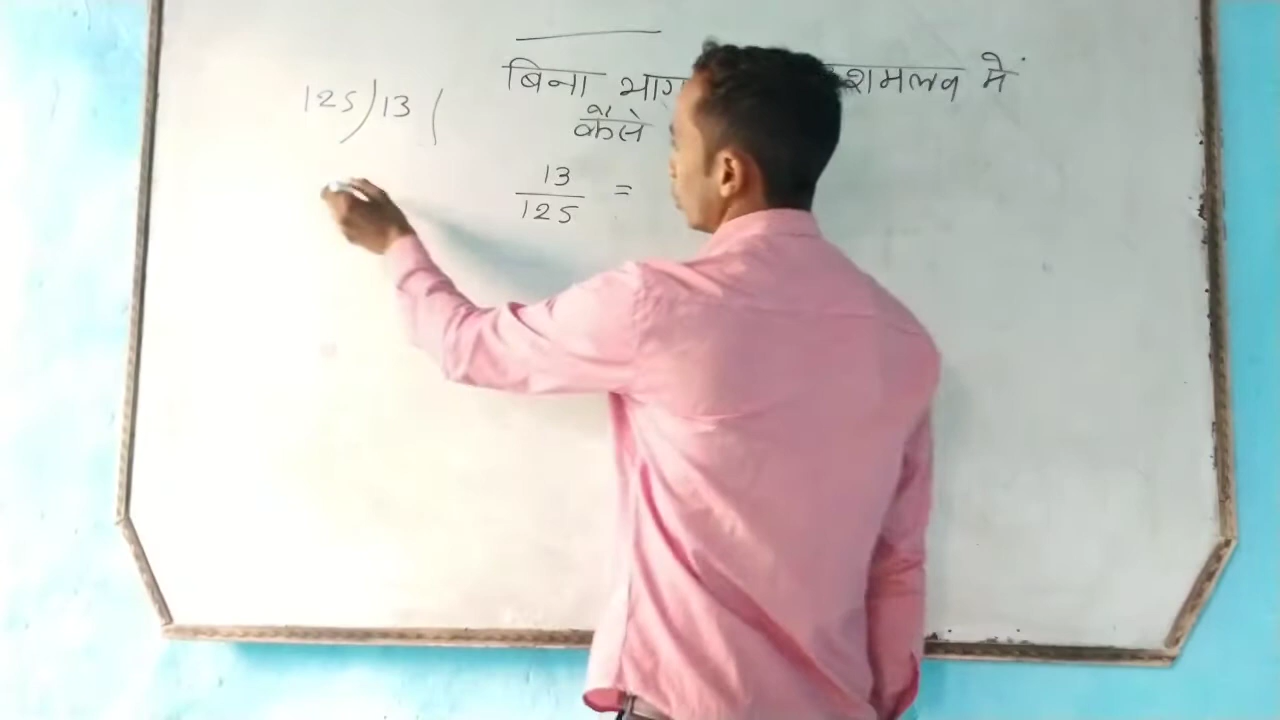 बिना भाग शमलव में
कैसे
125)13(
13
125 =